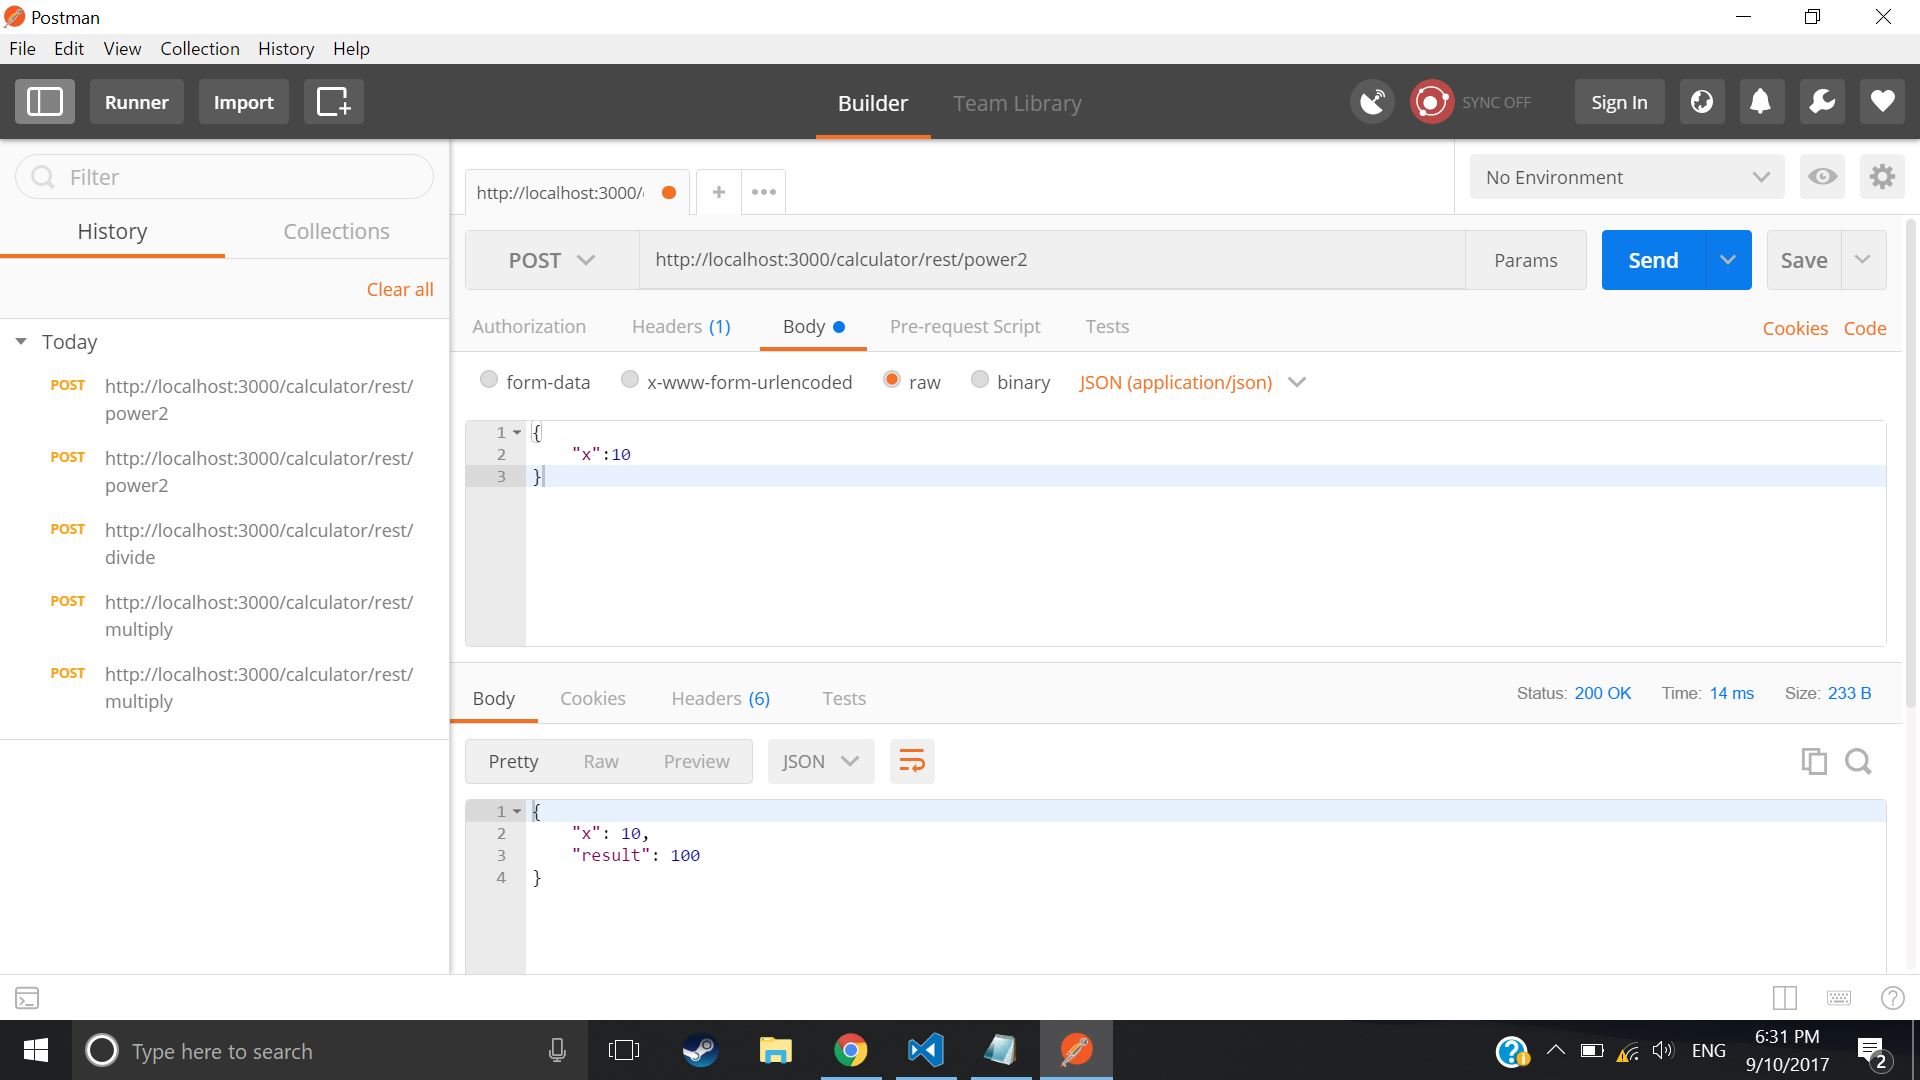 Postman
File Edit View Collection History Help
Runner Import Builder Team Library SYNC OFF Sign In
Filter
History Collections
Clear all
Today
POST http://localhost:3000/calculator/rest/
power2
POST http://localhost:3000/calculator/rest/
power2
POST http://localhost:3000/calculator/rest/
divide
POST http://localhost:3000/calculator/rest/
multiply
POST http://localhost:3000/calculator/rest/
multiply
http://localhost:3000/ + No Environment
POST http://localhost:3000/calculator/rest/power2 Params Send Save
Authorization Headers (1) Body Pre-request Script Tests Cookies Code
form-data x-www-form-urlencoded raw binary JSON (application/json)
1 {
2 "x":10
3 }
Body Cookies Headers (6) Tests Status: 200 OK Time: 14 ms Size: 233 B
Pretty Raw Preview JSON
1 {
2 "x": 10,
3 "result": 100
4 }
Type here to search ENG 6:31 PM
9/10/2017 2